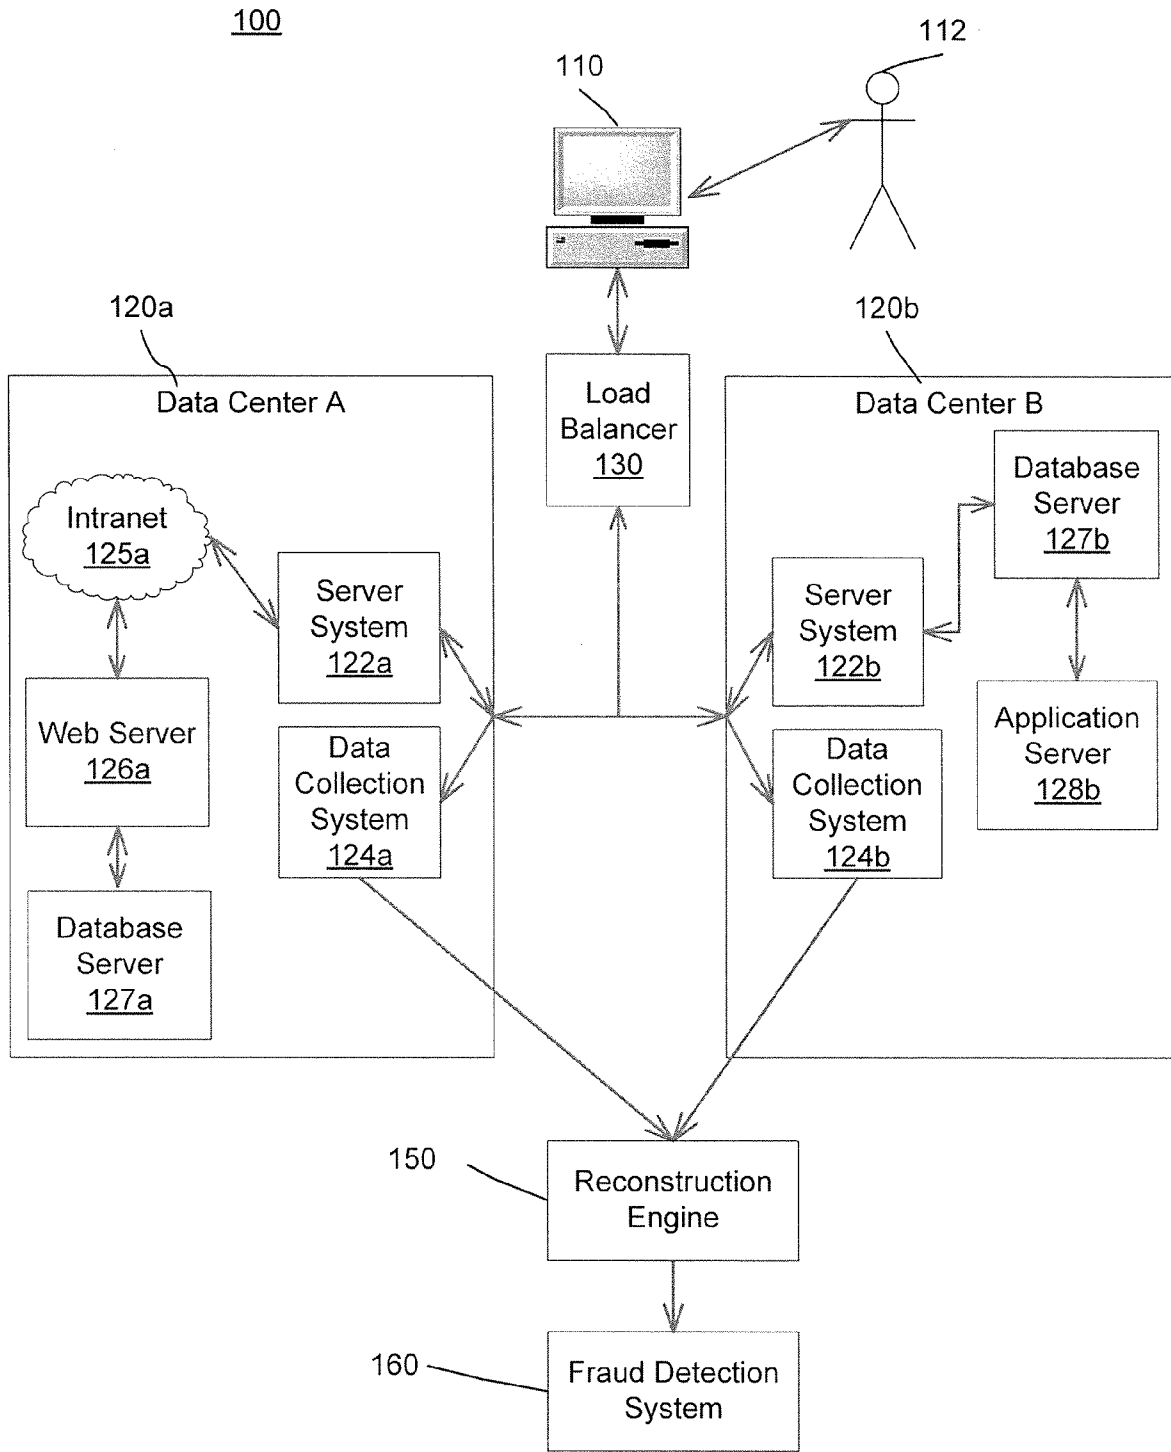 100
112
110
120a
120b
Data Center A
Load
Balancer
130
Data Center B
Intranet
125a
Server
System
122a
Web Server
126a
Data
Collection
System
124a
Database
Server
127a
Database
Server
127b
Server
System
122b
Data
Collection
System
124b
Application
Server
128b
150
Reconstruction
Engine
160
Fraud Detection
System